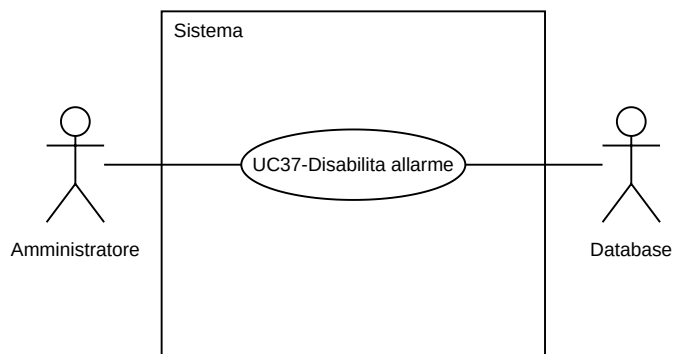 Sistema
UC37-Disabilita allarme
Amministratore
Database